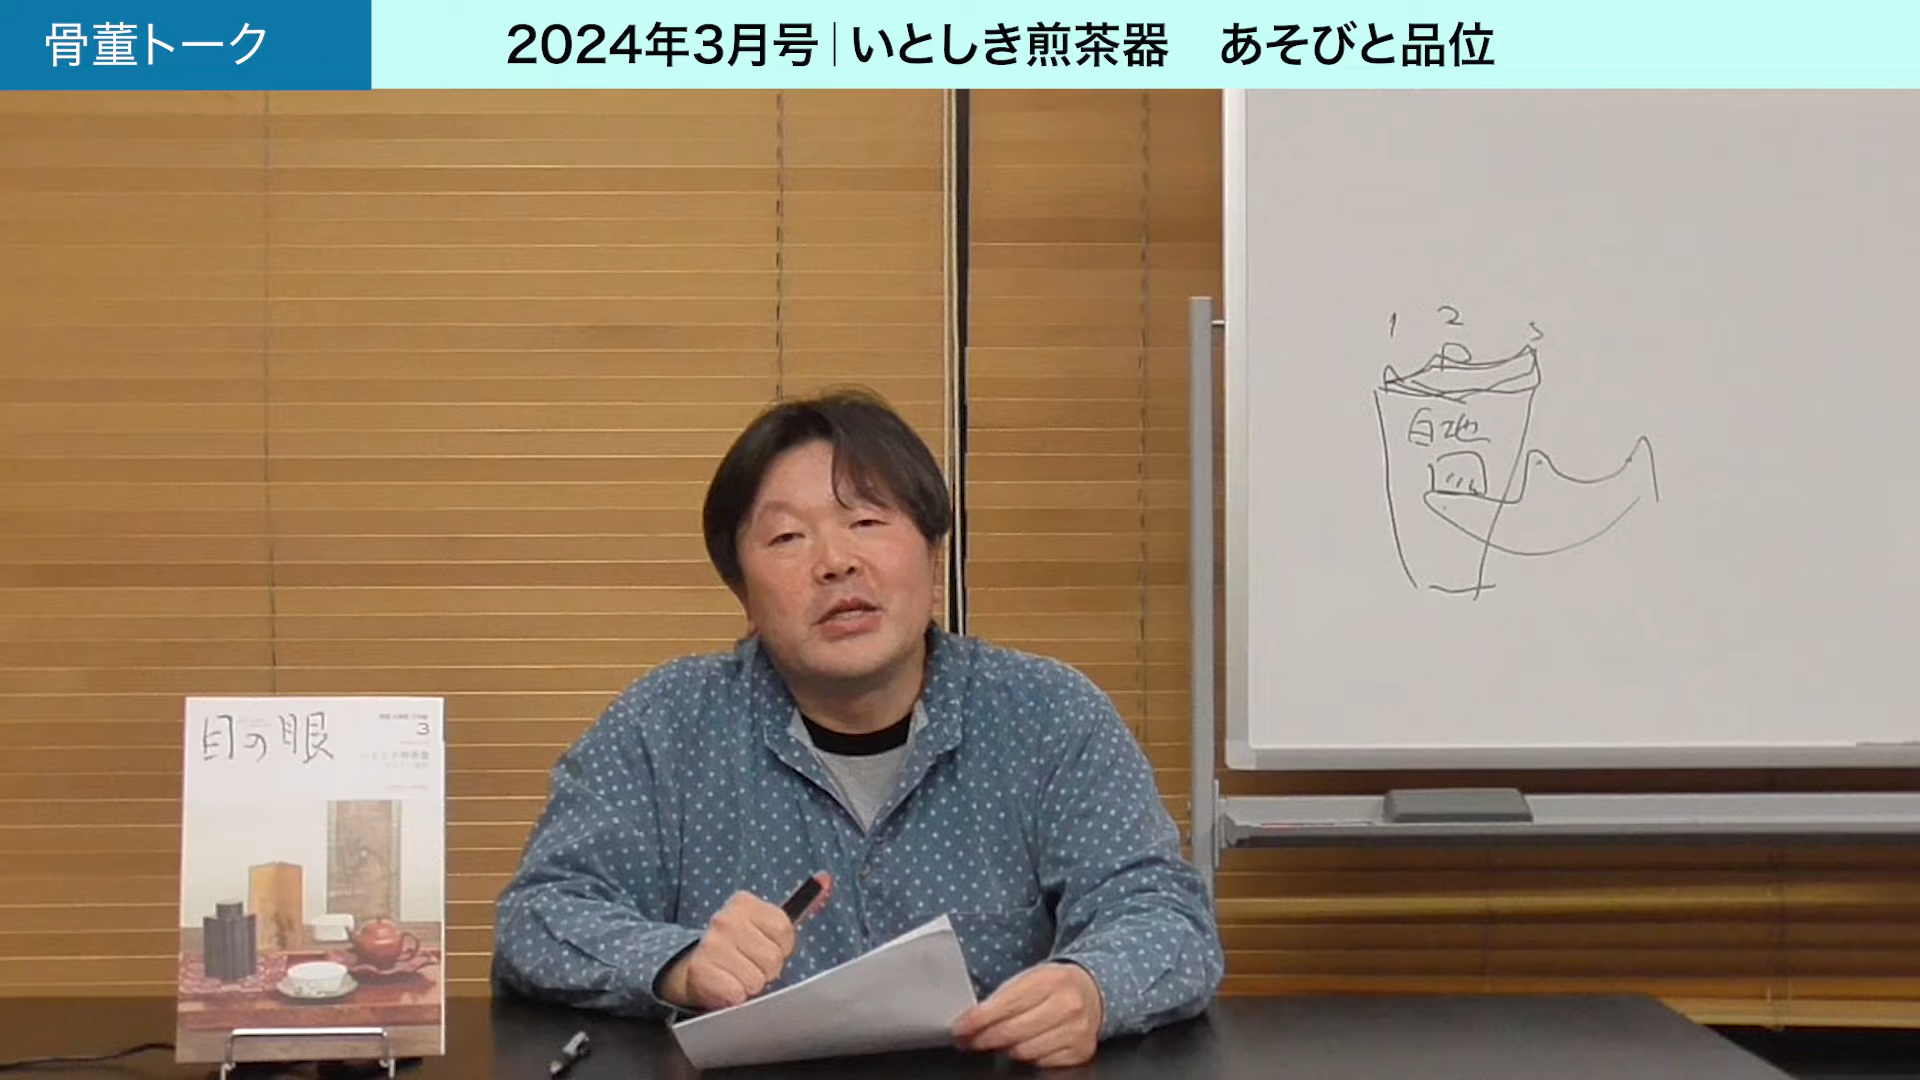 骨董トーク
2024年3月号|いとしき煎茶器　あそびと品位
1 2 3
白地
目の眼
3